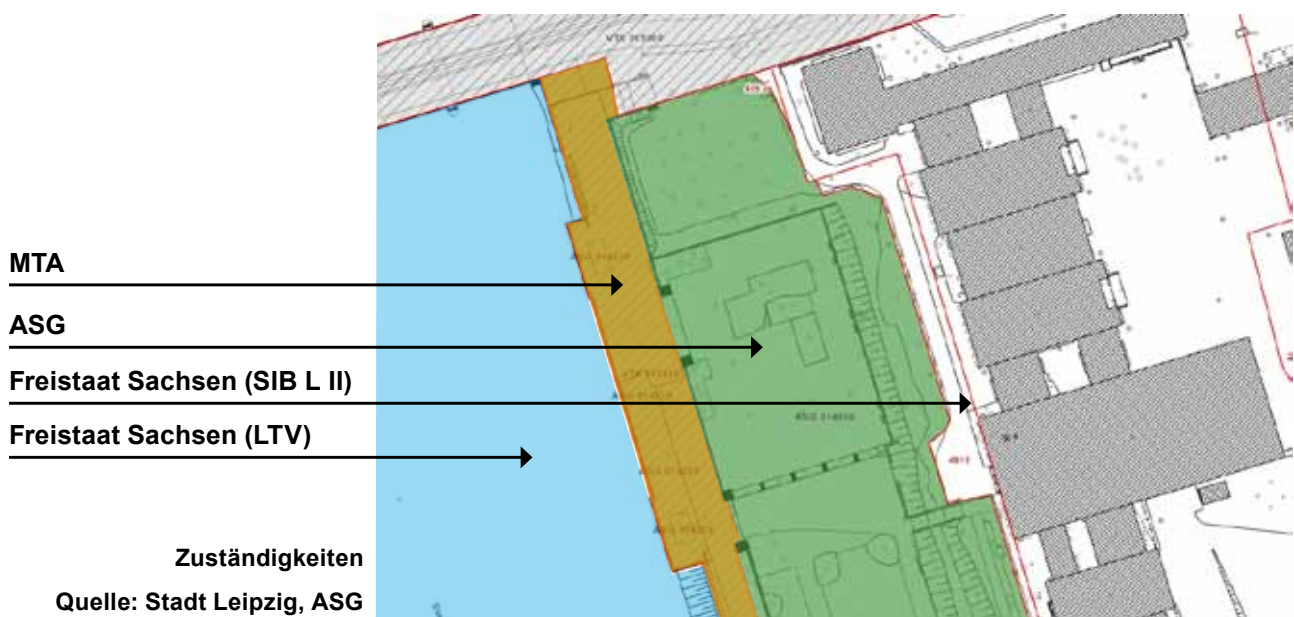 MTA
ASG
Freistaat Sachsen (SIB L II)
Freistaat Sachsen (LTV)
Zuständigkeiten
Quelle: Stadt Leipzig, ASG